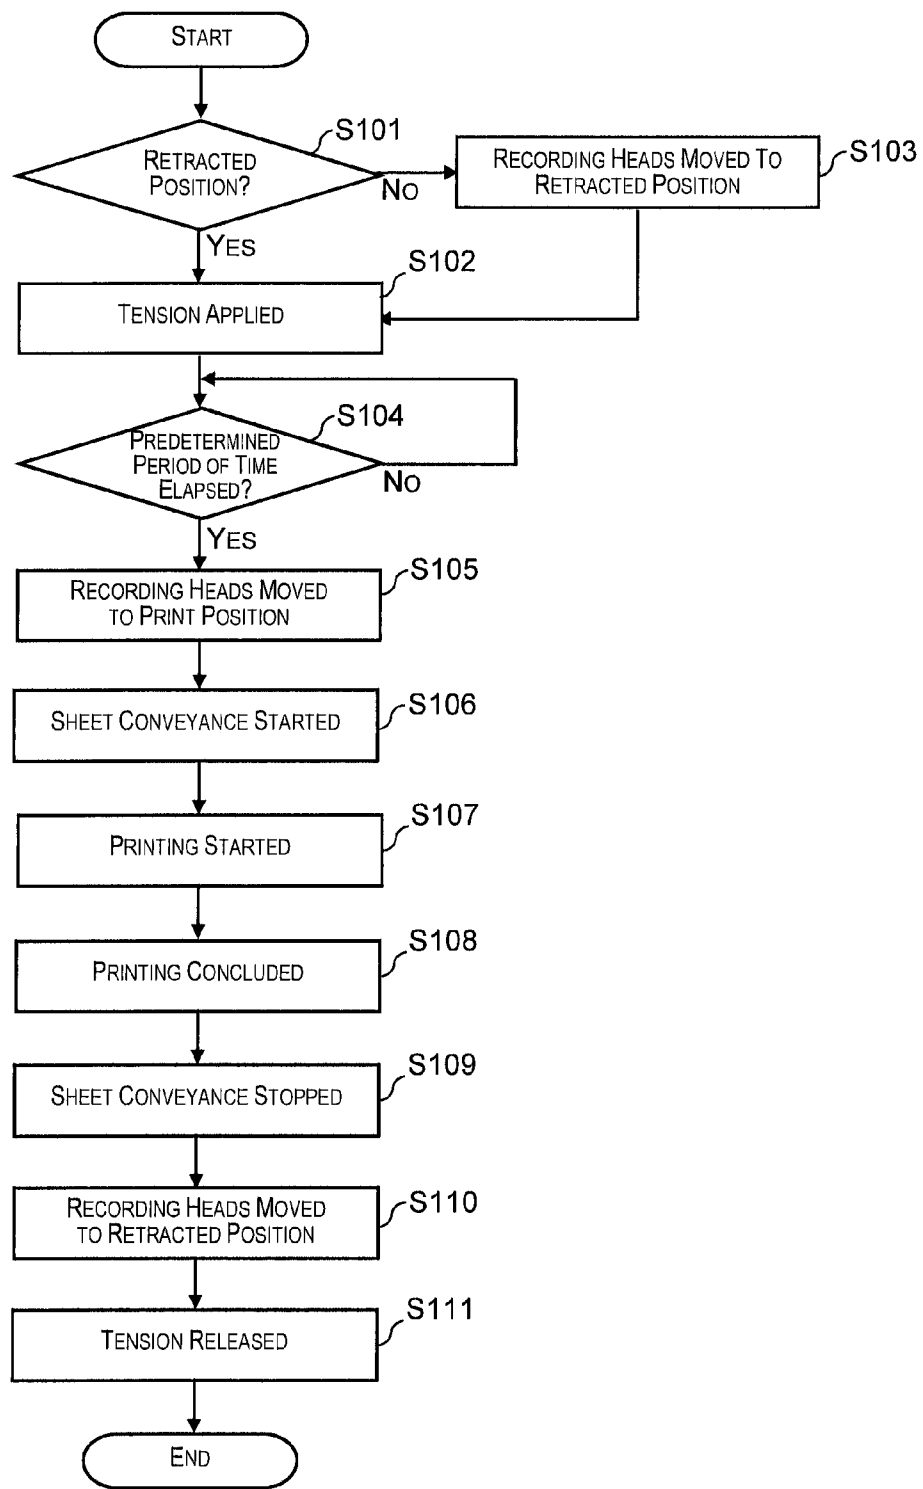 START
S101
RETRACTED
POSITION?
NO
RECORDING HEADS MOVED TO
RETRACTED POSITION
S103
YES
S102
TENSION APPLIED
S104
PREDETERMINED
PERIOD OF TIME
ELAPSED?
NO
YES
S105
RECORDING HEADS MOVED
TO PRINT POSITION
S106
SHEET CONVEYANCE STARTED
S107
PRINTING STARTED
S108
PRINTING CONCLUDED
S109
SHEET CONVEYANCE STOPPED
S110
RECORDING HEADS MOVED
TO RETRACTED POSITION
S111
TENSION RELEASED
END